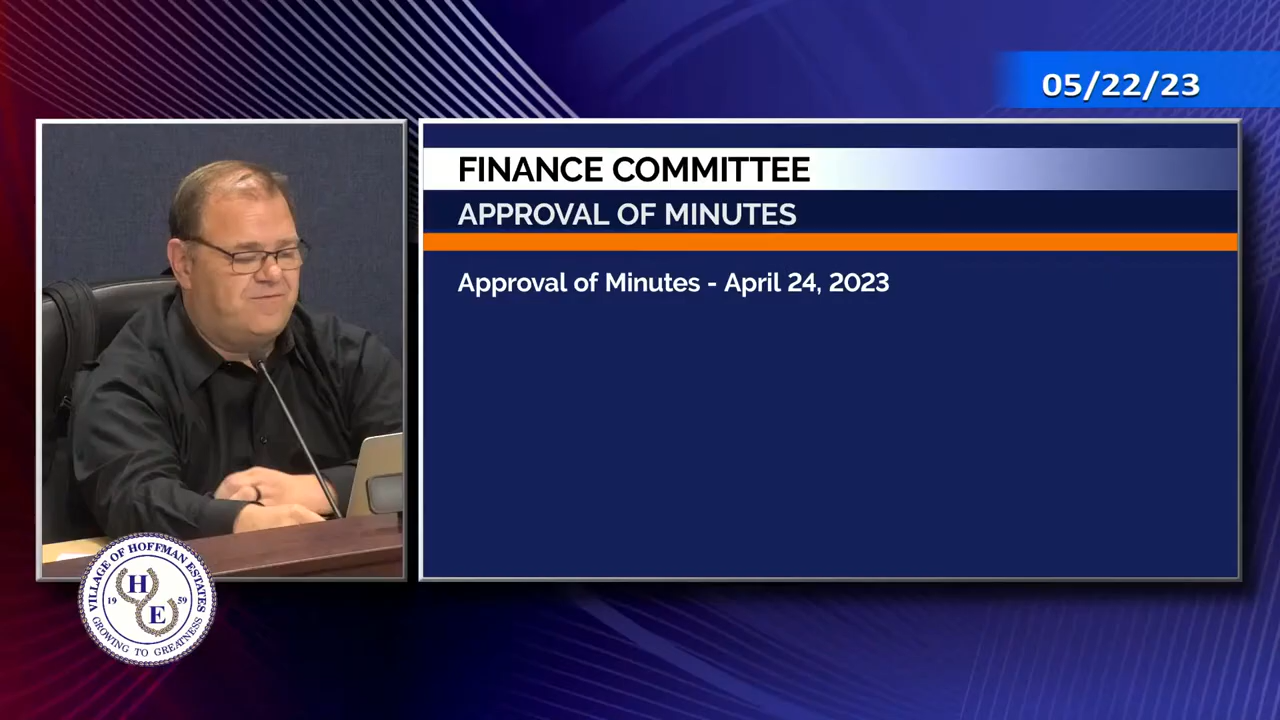 05/22/23
FINANCE COMMITTEE
APPROVAL OF MINUTES
Approval of Minutes - April 24, 2023
VILLAGE OF HOFFMAN ESTATES
H
19 59
E
GROWING TO GREATNESS